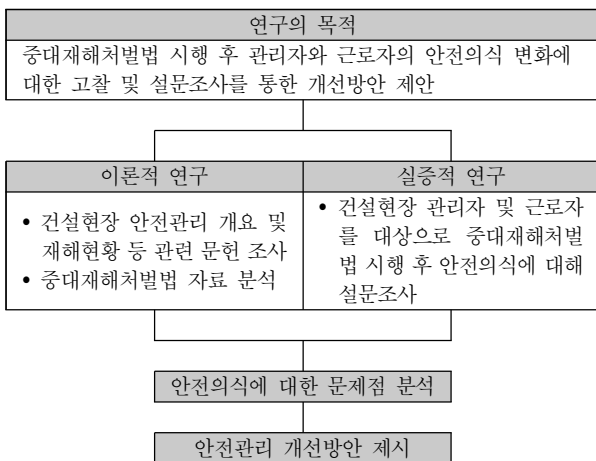 연구의 목적
중대재해처벌법 시행 후 관리자와 근로자의 안전의식 변화에
대한 고찰 및 설문조사를 통한 개선방안 제안
이론적 연구
• 건설현장 안전관리 개요 및
재해현황 등 관련 문헌 조사
• 중대재해처벌법 자료 분석
실증적 연구
• 건설현장 관리자 및 근로자
를 대상으로 중대재해처벌
법 시행 후 안전의식에 대해
설문조사
안전의식에 대한 문제점 분석
안전관리 개선방안 제시